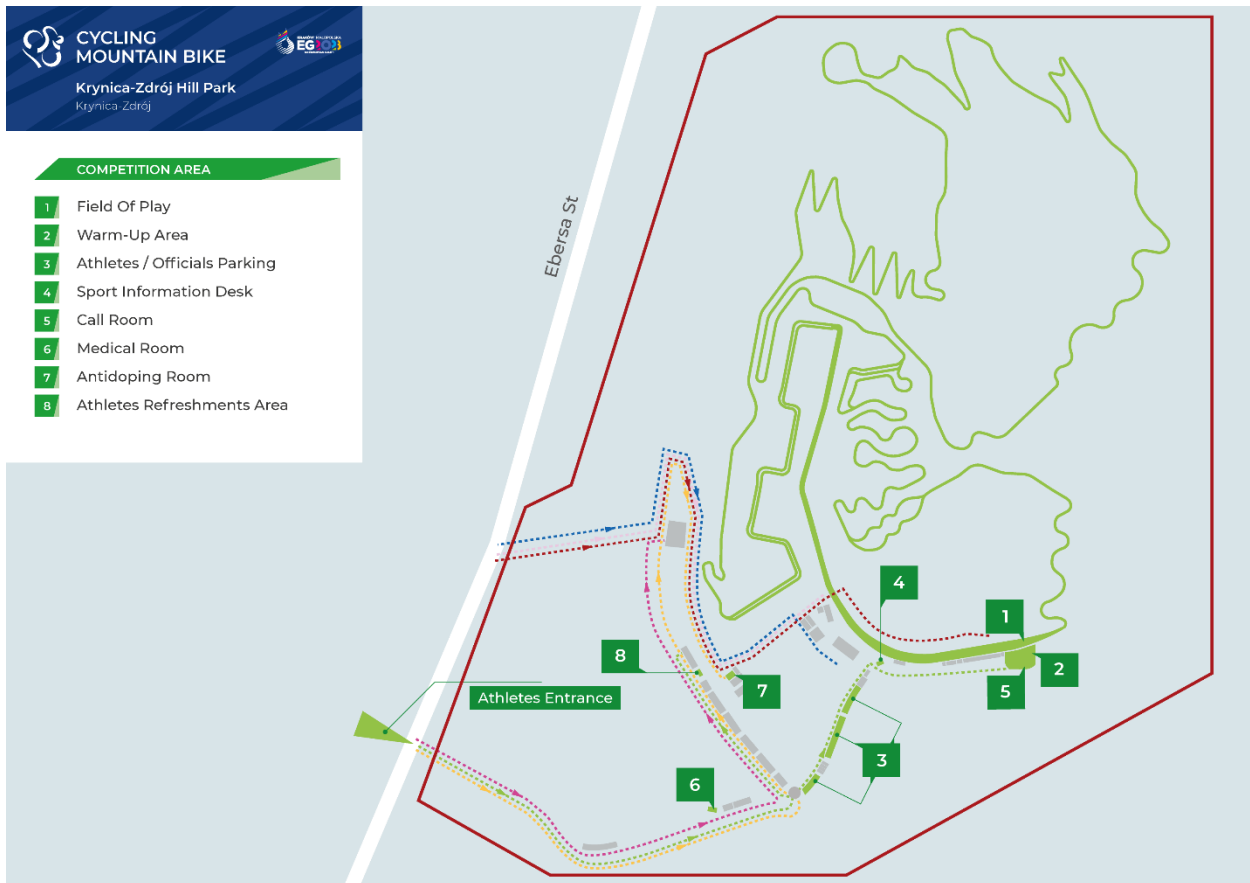 CYCLING
MOUNTAIN BIKE
Krynica-Zdrój Hill Park
Krynica-Zdrój
EG2023
COMPETITION AREA
1 Field Of Play
2 Warm-Up Area
3 Athletes / Officials Parking
4 Sport Information Desk
5 Call Room
6 Medical Room
7 Antidoping Room
8 Athletes Refreshments Area
Ebersa St
4
1
2
5
8
7
Athletes Entrance
3
6